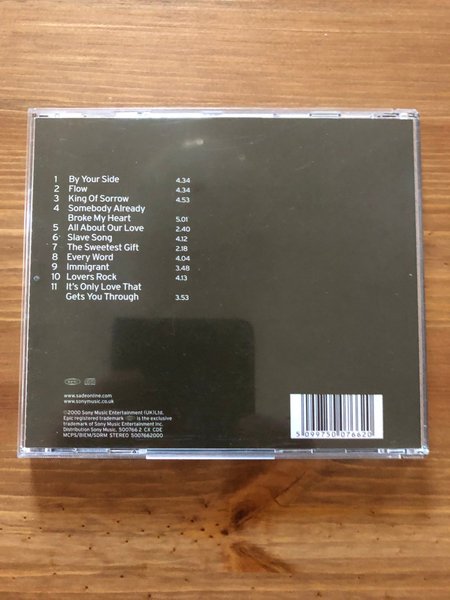 1 By Your Side 4.34
2 Flow 4.34
3 King Of Sorrow 4.53
4 Somebody Already
Broke My Heart 5.01
5 All About Our Love 2.40
6 Slave Song 4.12
7 The Sweetest Gift 2.18
8 Every Word 4.04
9 Immigrant 3.48
10 Lovers Rock 4.13
11 It's Only Love That
Gets You Through 3.53
www.sadeonline.com
www.sonymusic.co.uk
©2000 Sony Music Entertainment (UK)Ltd.
Epic registered trademark is the exclusive
trademark of Sony Music Entertainment Inc.
Distribution Sony Music. 500766 2 CX CDE
MCPS/BIEM/SDRM STEREO 5007662000
5 099750 076620